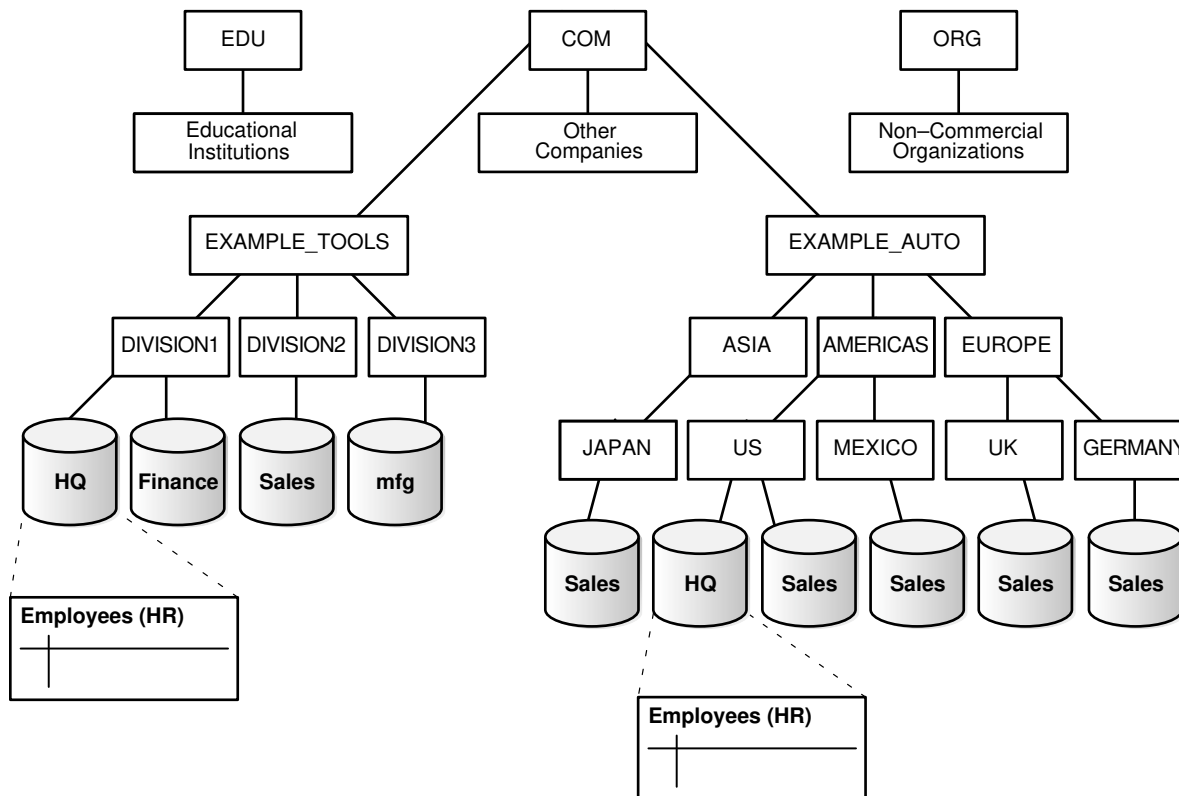 EDU
COM
ORG
Educational
Institutions
Other
Companies
Non–Commercial
Organizations
EXAMPLE_TOOLS
EXAMPLE_AUTO
DIVISION1
DIVISION2
DIVISION3
ASIA
AMERICAS
EUROPE
HQ
Finance
Sales
mfg
JAPAN
US
MEXICO
UK
GERMANY
Sales
HQ
Sales
Sales
Sales
Sales
Employees (HR)
Employees (HR)